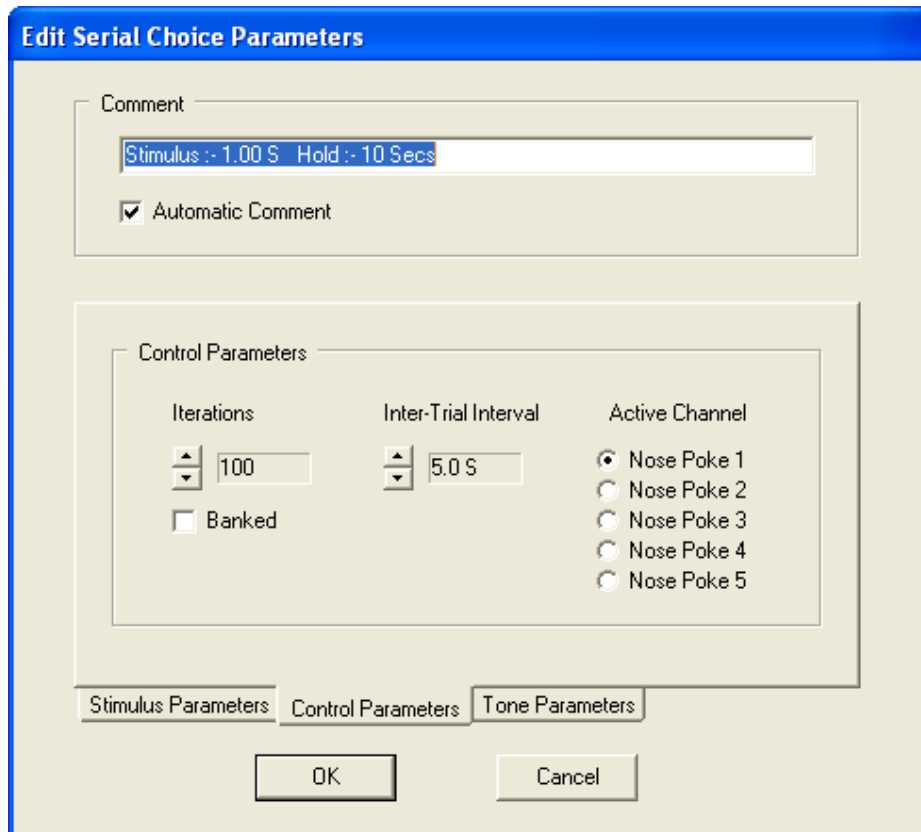 Edit Serial Choice Parameters
Comment
Stimulus :- 1.00 S   Hold :- 10 Secs
Automatic Comment
Control Parameters
Iterations
Inter-Trial Interval
Active Channel
100
5.0 S
Nose Poke 1
Nose Poke 2
Banked
Nose Poke 3
Nose Poke 4
Nose Poke 5
Stimulus Parameters
Control Parameters
Tone Parameters
OK
Cancel